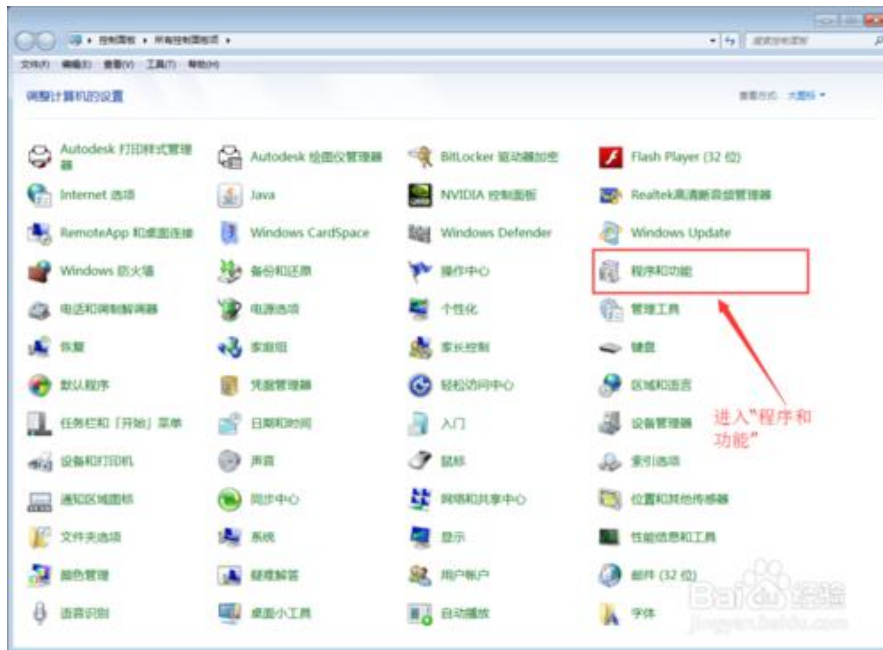 控制面板 ▸ 所有控制面板项 ▸
搜索控制面板
文件(F) 编辑(E) 查看(V) 工具(T) 帮助(H)
调整计算机的设置
查看方式: 大图标
Autodesk 打印样式管理器
Autodesk 绘图仪管理器
BitLocker 驱动器加密
Flash Player (32 位)
Internet 选项
Java
NVIDIA 控制面板
Realtek高清晰音频管理器
RemoteApp 和桌面连接
Windows CardSpace
Windows Defender
Windows Update
Windows 防火墙
备份和还原
操作中心
程序和功能
电话和调制解调器
电源选项
个性化
管理工具
恢复
家庭组
家长控制
键盘
默认程序
凭据管理器
轻松访问中心
区域和语言
任务栏和「开始」菜单
日期和时间
入门
设备管理器
进入“程序和
功能”
设备和打印机
声音
鼠标
索引选项
通知区域图标
同步中心
网络和共享中心
位置和其他传感器
文件夹选项
系统
显示
性能信息和工具
颜色管理
疑难解答
用户帐户
邮件 (32 位)
语音识别
桌面小工具
自动播放
字体
Baidu 经验
jingyan.baidu.com